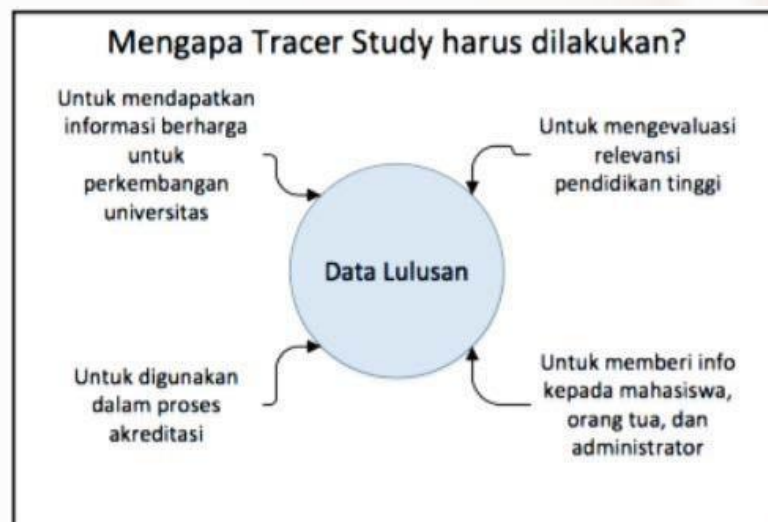 Mengapa Tracer Study harus dilakukan?
Untuk mendapatkan
informasi berharga
untuk
perkembangan
universitas
Untuk mengevaluasi
relevansi
pendidikan tinggi
Data Lulusan
Untuk digunakan
dalam proses
akreditasi
Untuk memberi info
kepada mahasiswa,
orang tua, dan
administrator